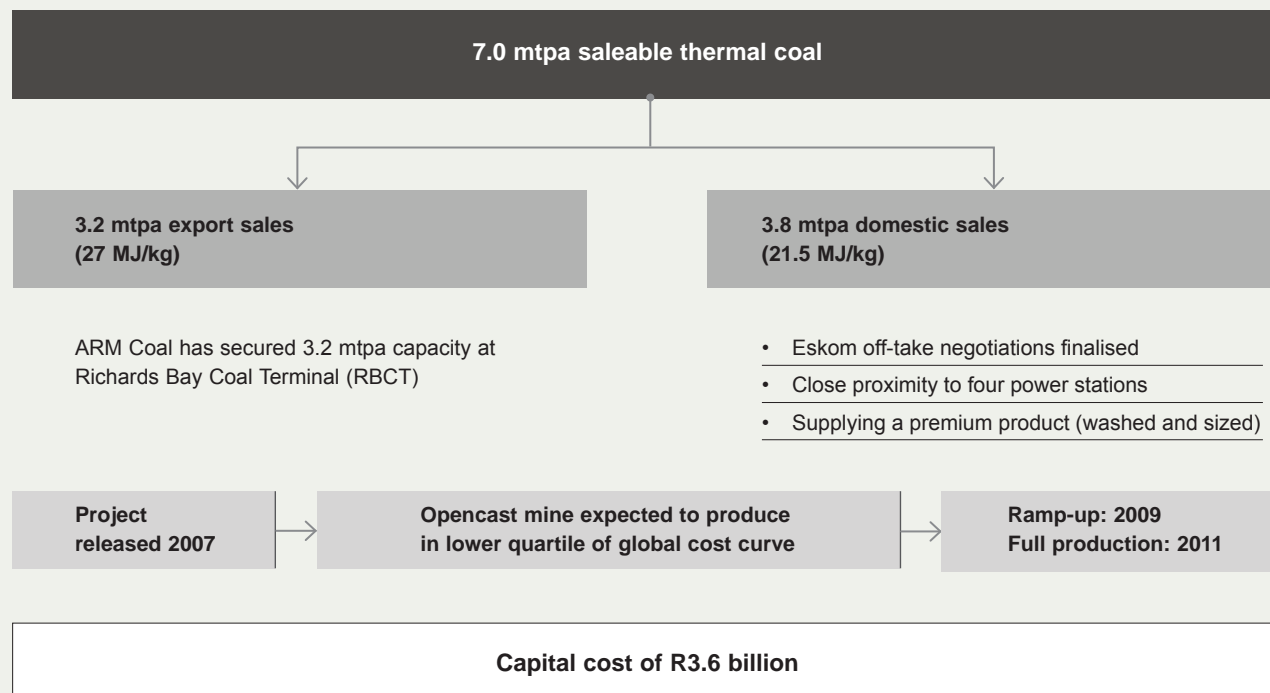 7.0 mtpa saleable thermal coal
3.2 mtpa export sales
(27 MJ/kg)
3.8 mtpa domestic sales
(21.5 MJ/kg)
ARM Coal has secured 3.2 mtpa capacity at
Richards Bay Coal Terminal (RBCT)
• Eskom off-take negotiations finalised
• Close proximity to four power stations
• Supplying a premium product (washed and sized)
Project
released 2007
Opencast mine expected to produce
in lower quartile of global cost curve
Ramp-up: 2009
Full production: 2011
Capital cost of R3.6 billion